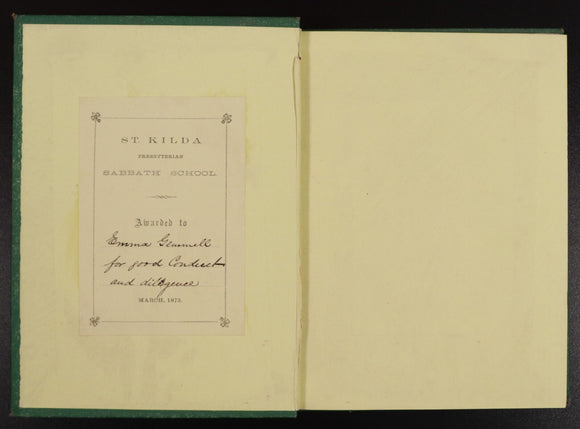 ST. KILDA
PRESBYTERIAN
SABBATH SCHOOL.
Awarded to
Emma Gemmell
for good Conduct
and diligence
MARCH, 1873.